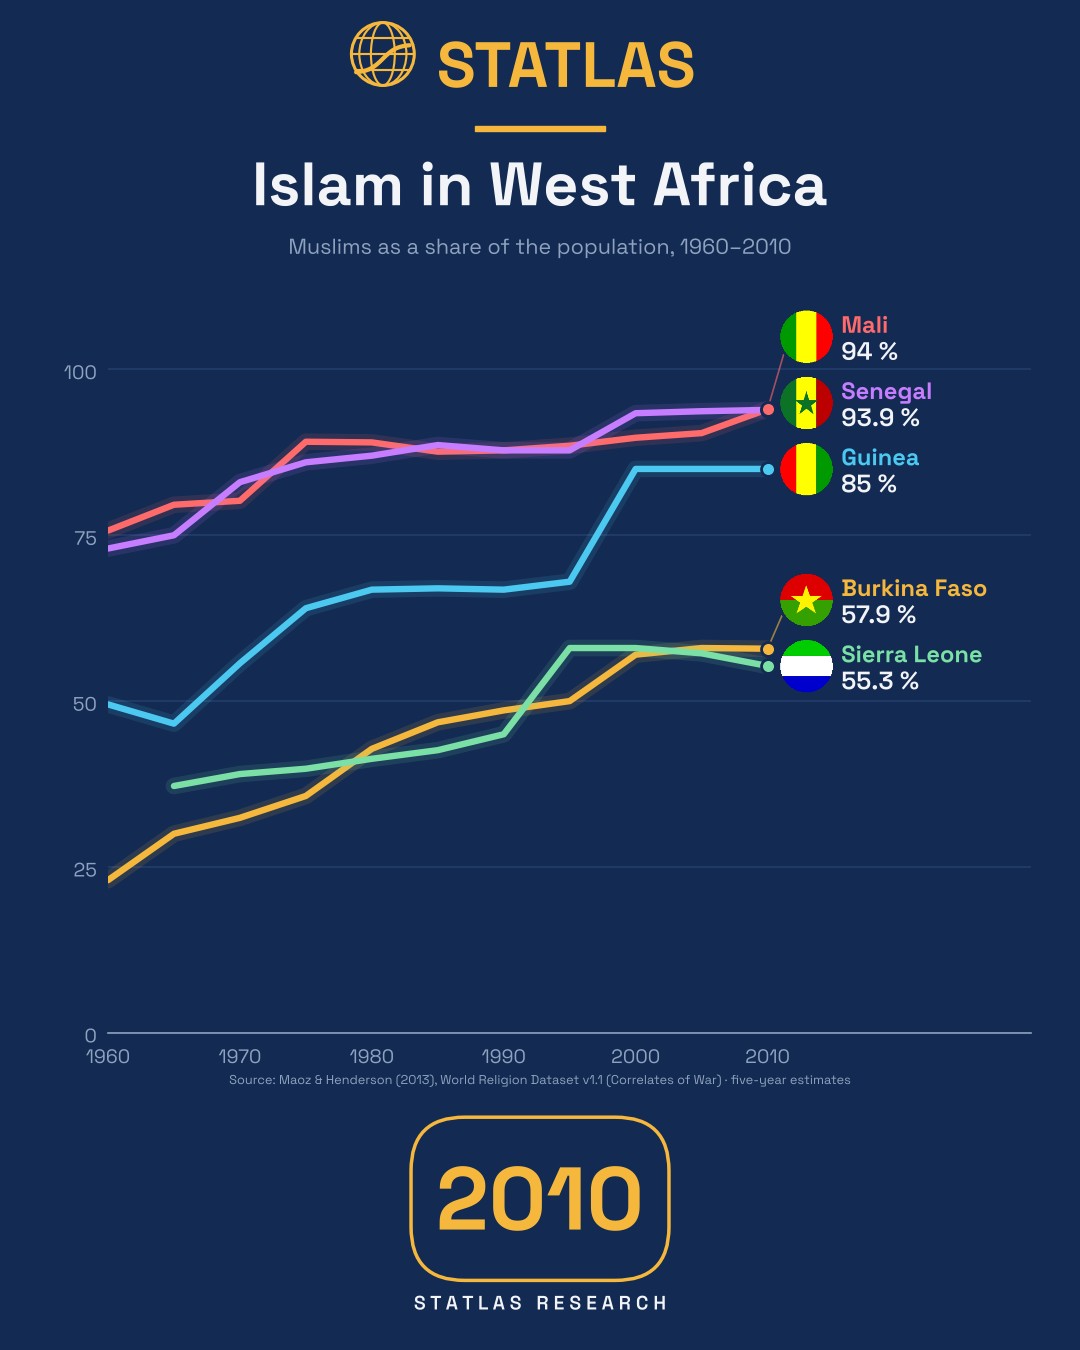 STATLAS
Islam in West Africa
Muslims as a share of the population, 1960–2010
Mali
94 %
100
Senegal
93.9 %
Guinea
85 %
75
Burkina Faso
57.9 %
Sierra Leone
55.3 %
50
25
0
1960 1970 1980 1990 2000 2010
Source: Maoz & Henderson (2013), World Religion Dataset v1.1 (Correlates of War) · five-year estimates
2010
STATLAS RESEARCH